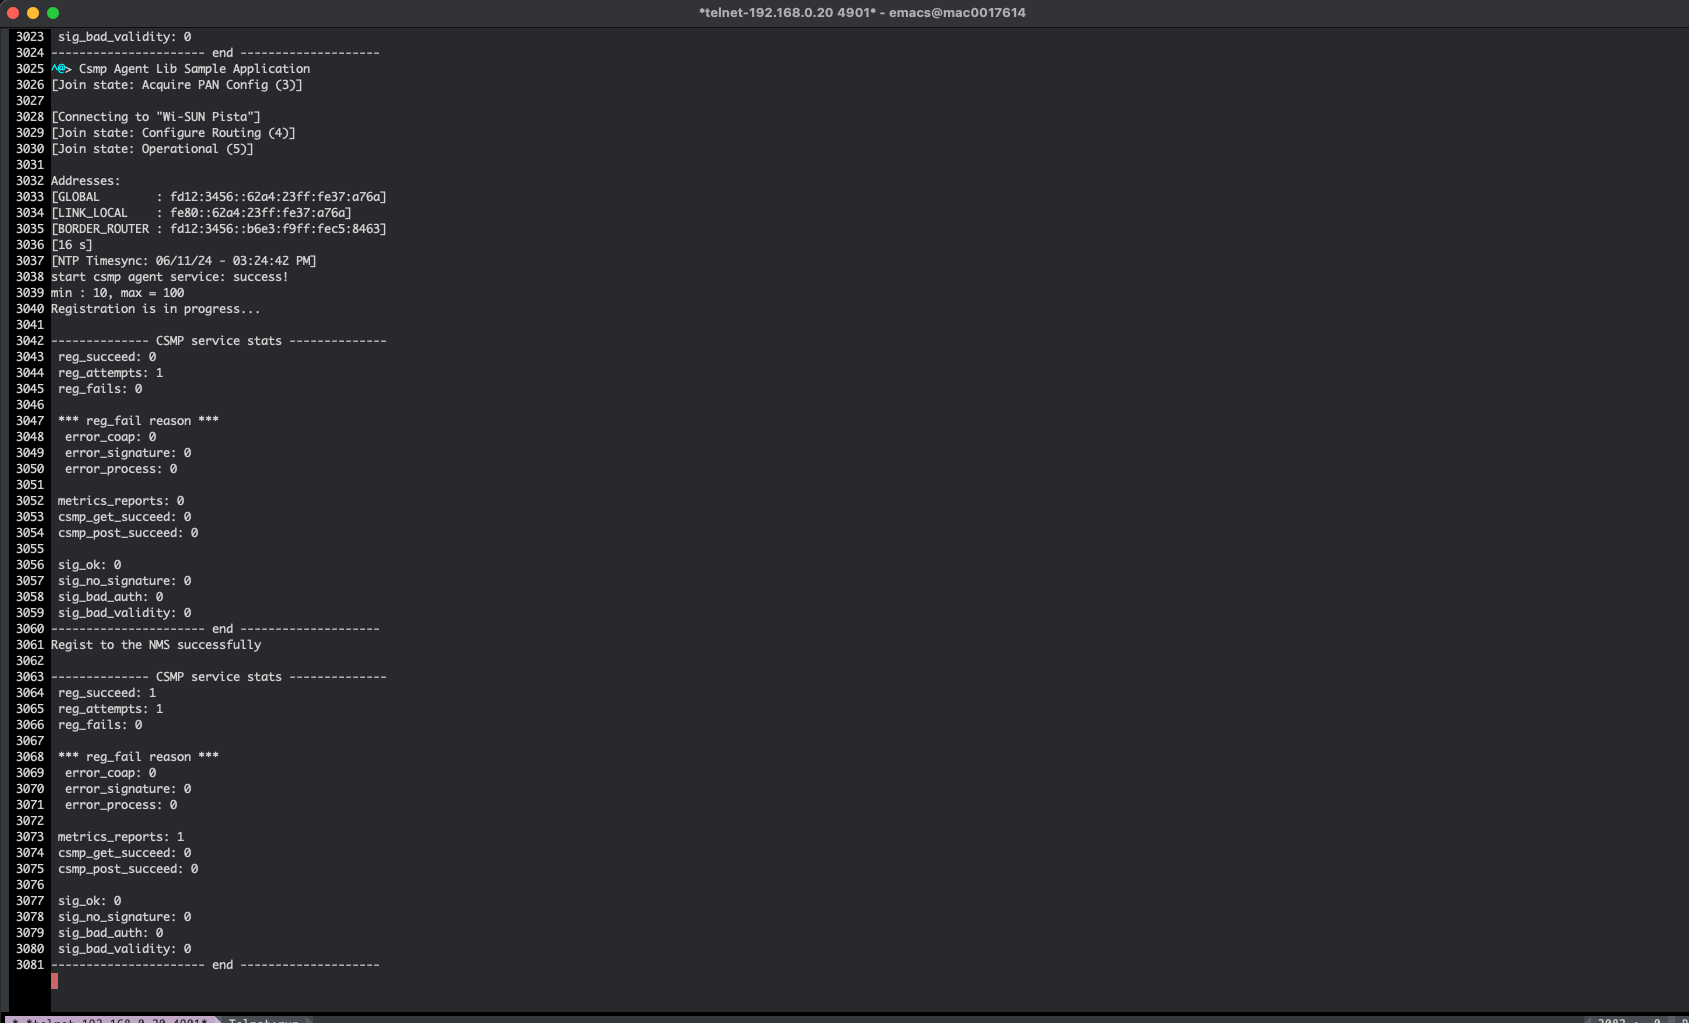 *telnet-192.168.0.20 4901* - emacs@mac0017614
3023 sig_bad_validity: 0
3024 ---------------------- end --------------------
3025 ^@> Csmp Agent Lib Sample Application
3026 [Join state: Acquire PAN Config (3)]
3027
3028 [Connecting to "Wi-SUN Pista"]
3029 [Join state: Configure Routing (4)]
3030 [Join state: Operational (5)]
3031
3032 Addresses:
3033 [GLOBAL        : fd12:3456::62a4:23ff:fe37:a76a]
3034 [LINK_LOCAL    : fe80::62a4:23ff:fe37:a76a]
3035 [BORDER_ROUTER : fd12:3456::b6e3:f9ff:fec5:8463]
3036 [16 s]
3037 [NTP Timesync: 06/11/24 - 03:24:42 PM]
3038 start csmp agent service: success!
3039 min : 10, max = 100
3040 Registration is in progress...
3041
3042 -------------- CSMP service stats --------------
3043 reg_succeed: 0
3044 reg_attempts: 1
3045 reg_fails: 0
3046
3047 *** reg_fail reason ***
3048 error_coap: 0
3049 error_signature: 0
3050 error_process: 0
3051
3052 metrics_reports: 0
3053 csmp_get_succeed: 0
3054 csmp_post_succeed: 0
3055
3056 sig_ok: 0
3057 sig_no_signature: 0
3058 sig_bad_auth: 0
3059 sig_bad_validity: 0
3060 ---------------------- end --------------------
3061 Regist to the NMS successfully
3062
3063 -------------- CSMP service stats --------------
3064 reg_succeed: 1
3065 reg_attempts: 1
3066 reg_fails: 0
3067
3068 *** reg_fail reason ***
3069 error_coap: 0
3070 error_signature: 0
3071 error_process: 0
3072
3073 metrics_reports: 1
3074 csmp_get_succeed: 0
3075 csmp_post_succeed: 0
3076
3077 sig_ok: 0
3078 sig_no_signature: 0
3079 sig_bad_auth: 0
3080 sig_bad_validity: 0
3081 ---------------------- end --------------------